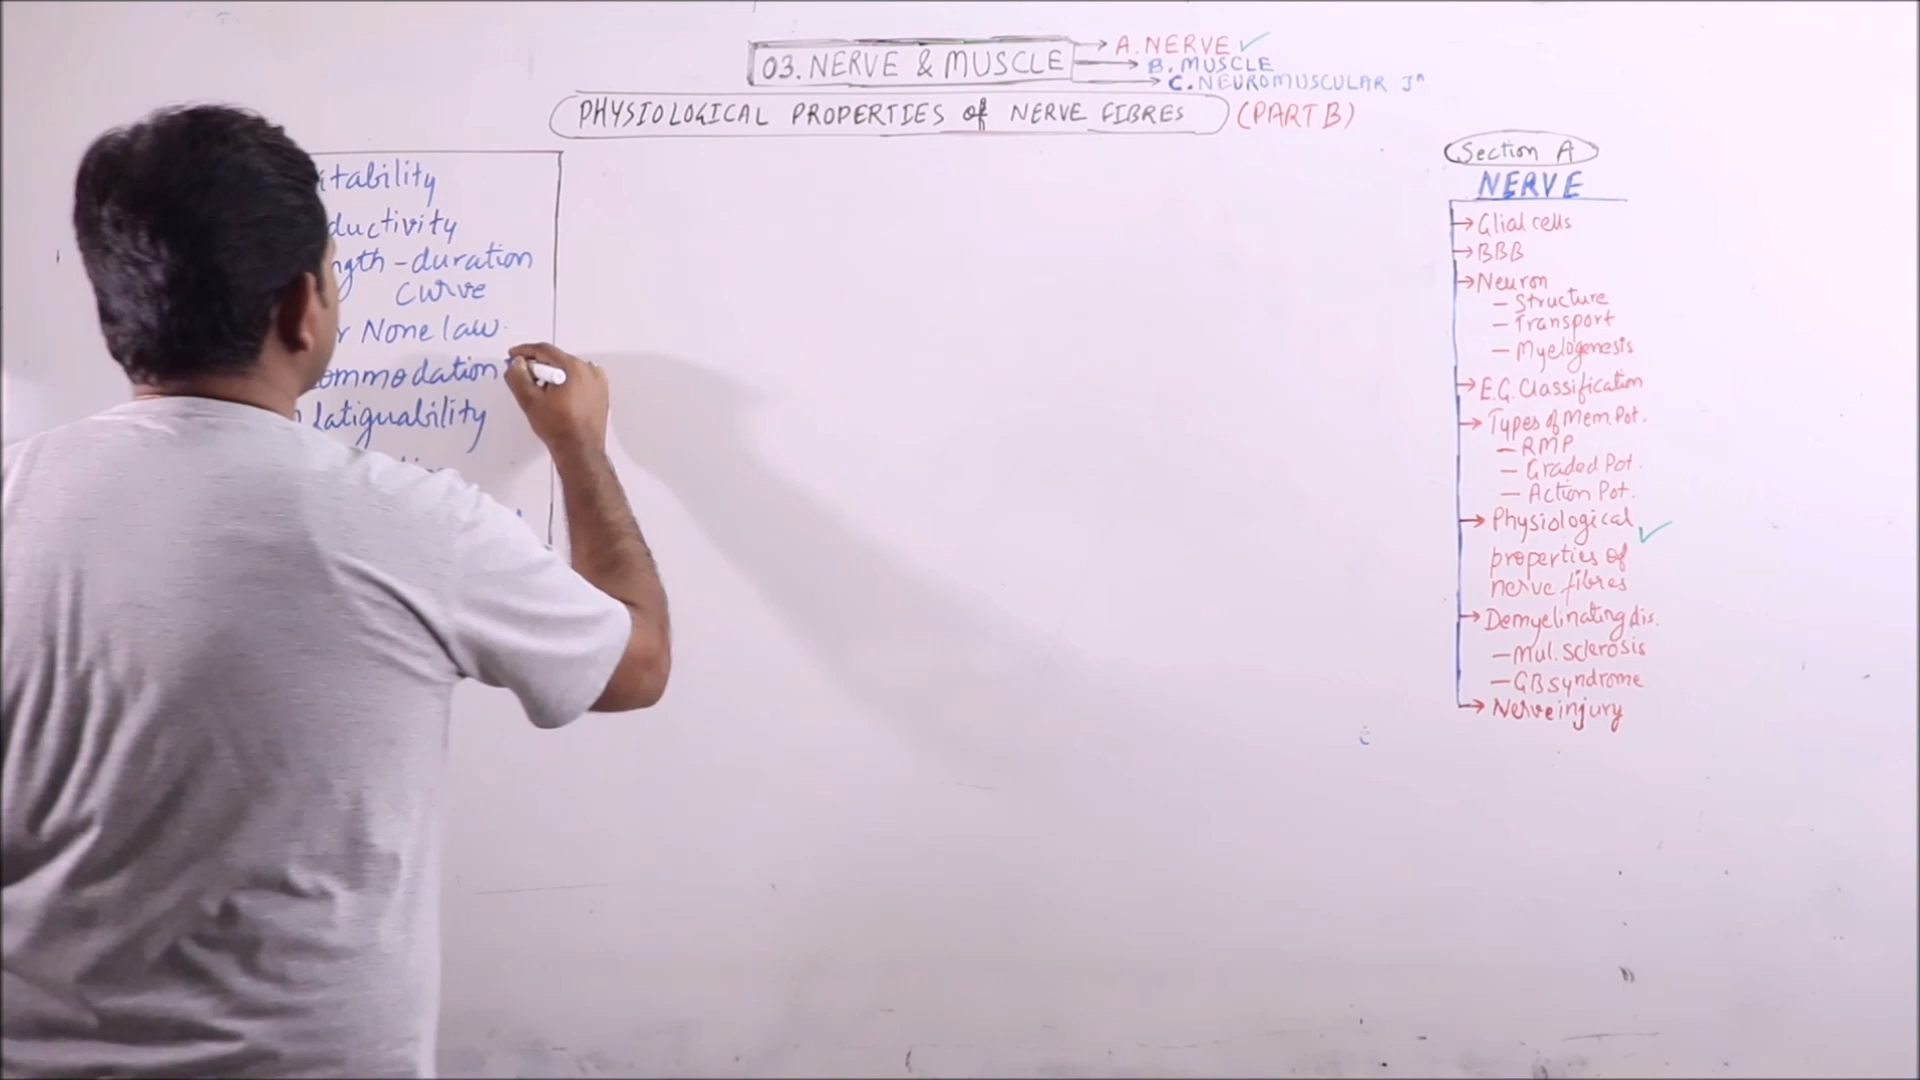 03. NERVE & MUSCLE
A. NERVE ✓
B. MUSCLE
C. NEUROMUSCULAR Jⁿ
PHYSIOLOGICAL PROPERTIES of NERVE FIBRES (PART B)
itability
ductivity
ngth - duration
curve
r None law.
ommodation
fatiguability
Section A
NERVE
→ Glial cells
→ BBB
→ Neuron
- Structure
- Transport
- Myelogenesis
→ E.G. Classification
→ Types of Mem Pot.
- RMP
- Graded Pot.
- Action Pot.
→ Physiological ✓
properties of
nerve fibres
→ Demyelinating dis.
- Mul. Sclerosis
- GB syndrome
→ Nerve injury